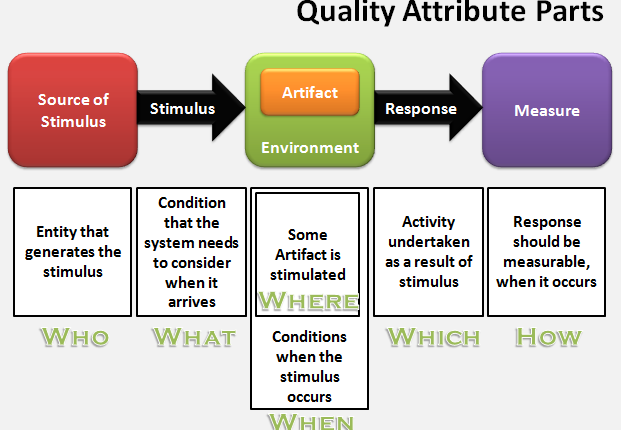 Quality Attribute Parts
Source of
Stimulus
Stimulus
Artifact
Environment
Response
Measure
Entity that
generates the
stimulus
Condition
that the
system needs
to consider
when it
arrives
Some
Artifact is
stimulated
Activity
undertaken
as a result of
stimulus
Response
should be
measurable,
when it occurs
WHO
WHAT
WHERE
WHICH
HOW
Conditions
when the
stimulus
occurs
WHEN